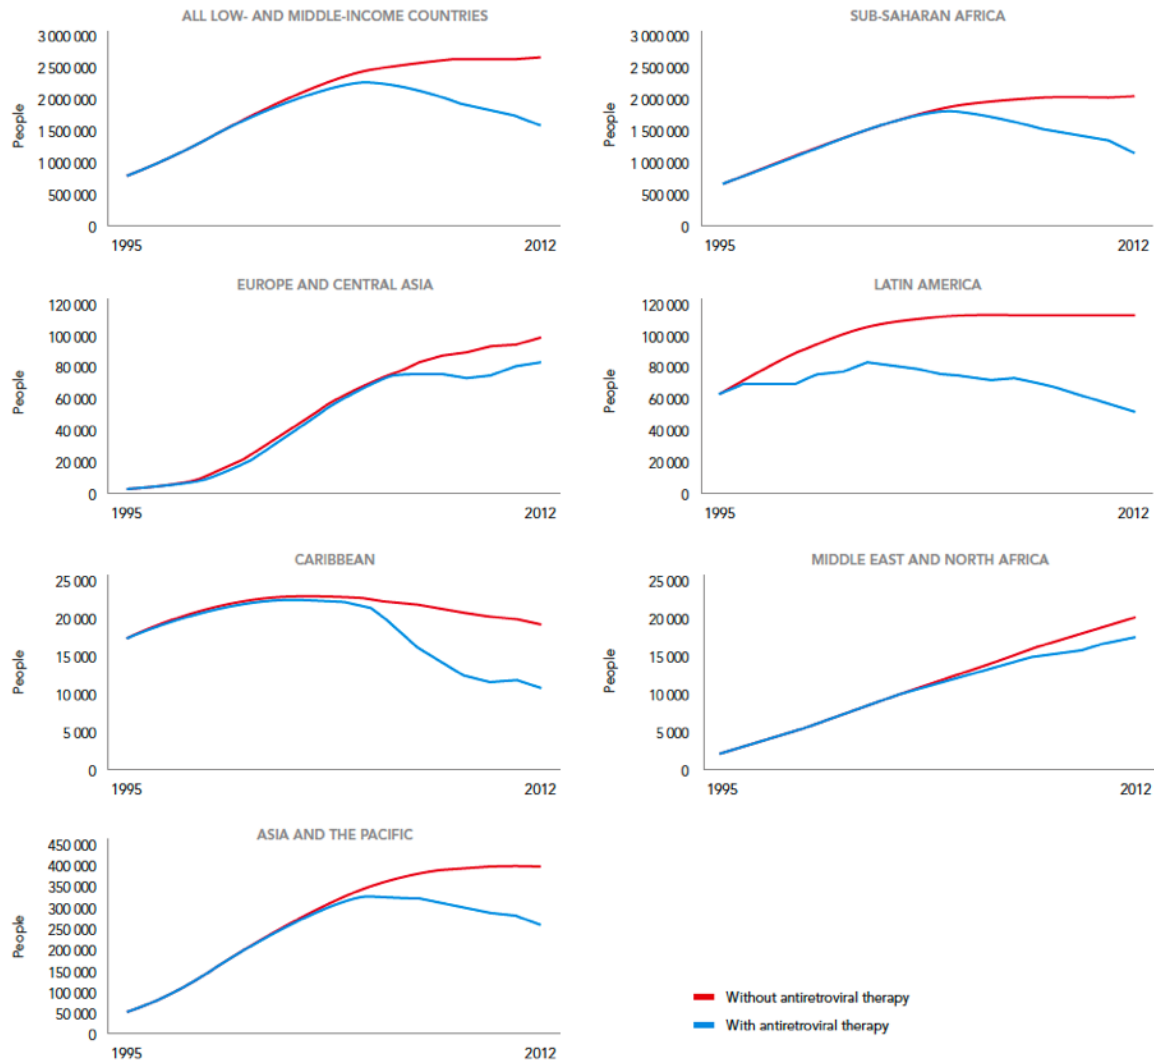 ALL LOW- AND MIDDLE-INCOME COUNTRIES
People
3 000 000
2 500 000
2 000 000
1 500 000
1 000 000
500 000
0
1995
2012
SUB-SAHARAN AFRICA
People
3 000 000
2 500 000
2 000 000
1 500 000
1 000 000
500 000
0
1995
2012
EUROPE AND CENTRAL ASIA
People
120 000
100 000
80 000
60 000
40 000
20 000
0
1995
2012
LATIN AMERICA
People
120 000
100 000
80 000
60 000
40 000
20 000
0
1995
2012
CARIBBEAN
People
25 000
20 000
15 000
10 000
5 000
0
1995
2012
MIDDLE EAST AND NORTH AFRICA
People
25 000
20 000
15 000
10 000
5 000
0
1995
2012
ASIA AND THE PACIFIC
People
450 000
400 000
350 000
300 000
250 000
200 000
150 000
100 000
50 000
0
1995
2012
Without antiretroviral therapy
With antiretroviral therapy